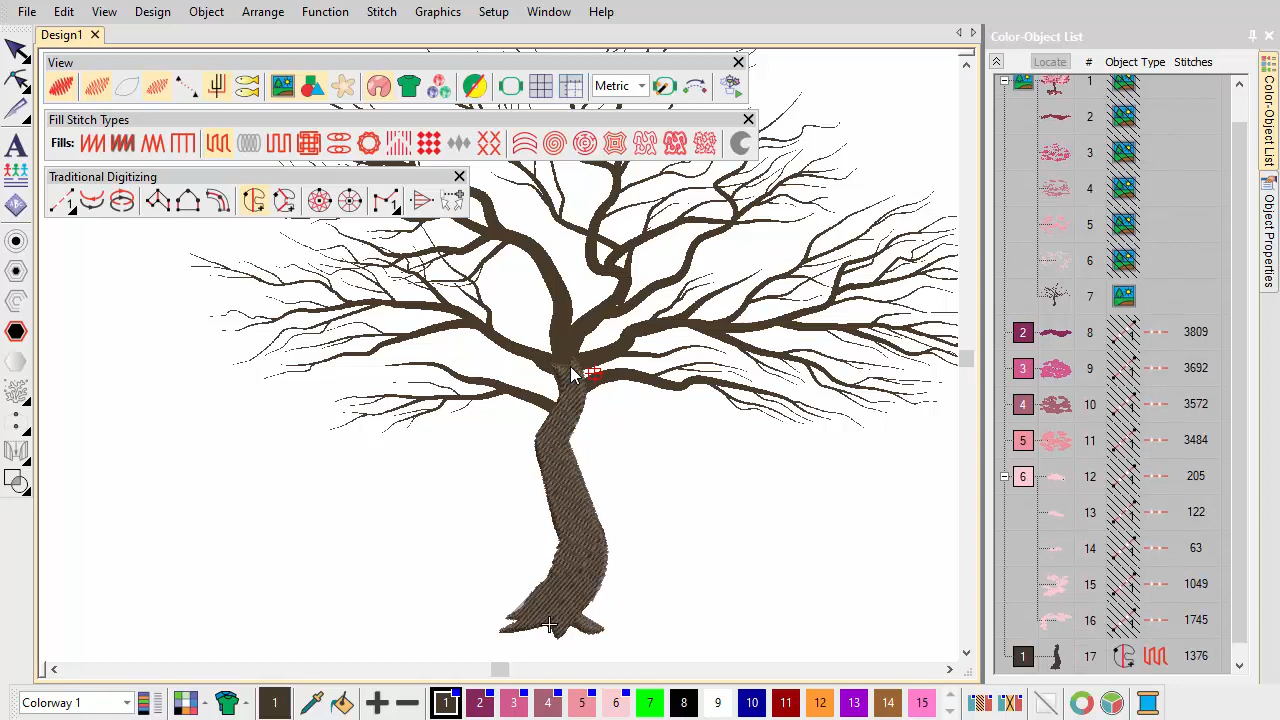 File Edit View Design Object Arrange Function Stitch Graphics Setup Window Help
Design1
Color-Object List
View
Locate # Object Type Stitches
Metric
1
Fill Stitch Types
2
Fills:
3
Traditional Digitizing
4
5
6
7
2 8 3809
3 9 3692
4 10 3572
5 11 3484
6 12 205
13 122
14 63
15 1049
16 1745
1 17 1376
Color-Object List
Object Properties
A
ABC
Colorway 1 1 1 2 3 4 5 6 7 8 9 10 11 12 13 14 15